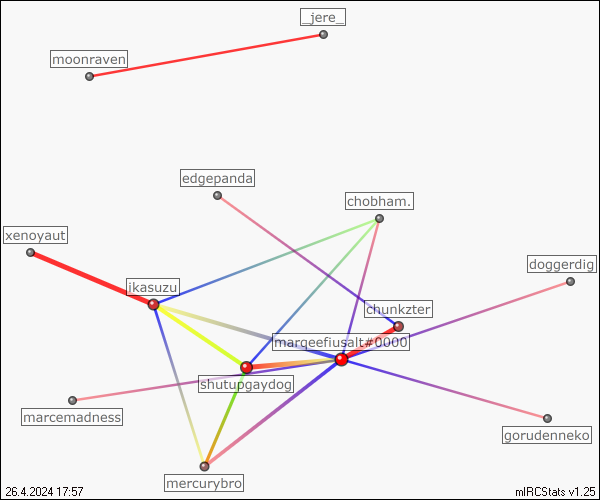 _jere_
moonraven
edgepanda
chobham.
xenoyaut
doggerdig
ikasuzu
chunkzter
marqeefiusalt#0000
shutupgaydog
marcemadness
gorudenneko
mercurybro
26.4.2024 17:57
mIRCStats v1.25